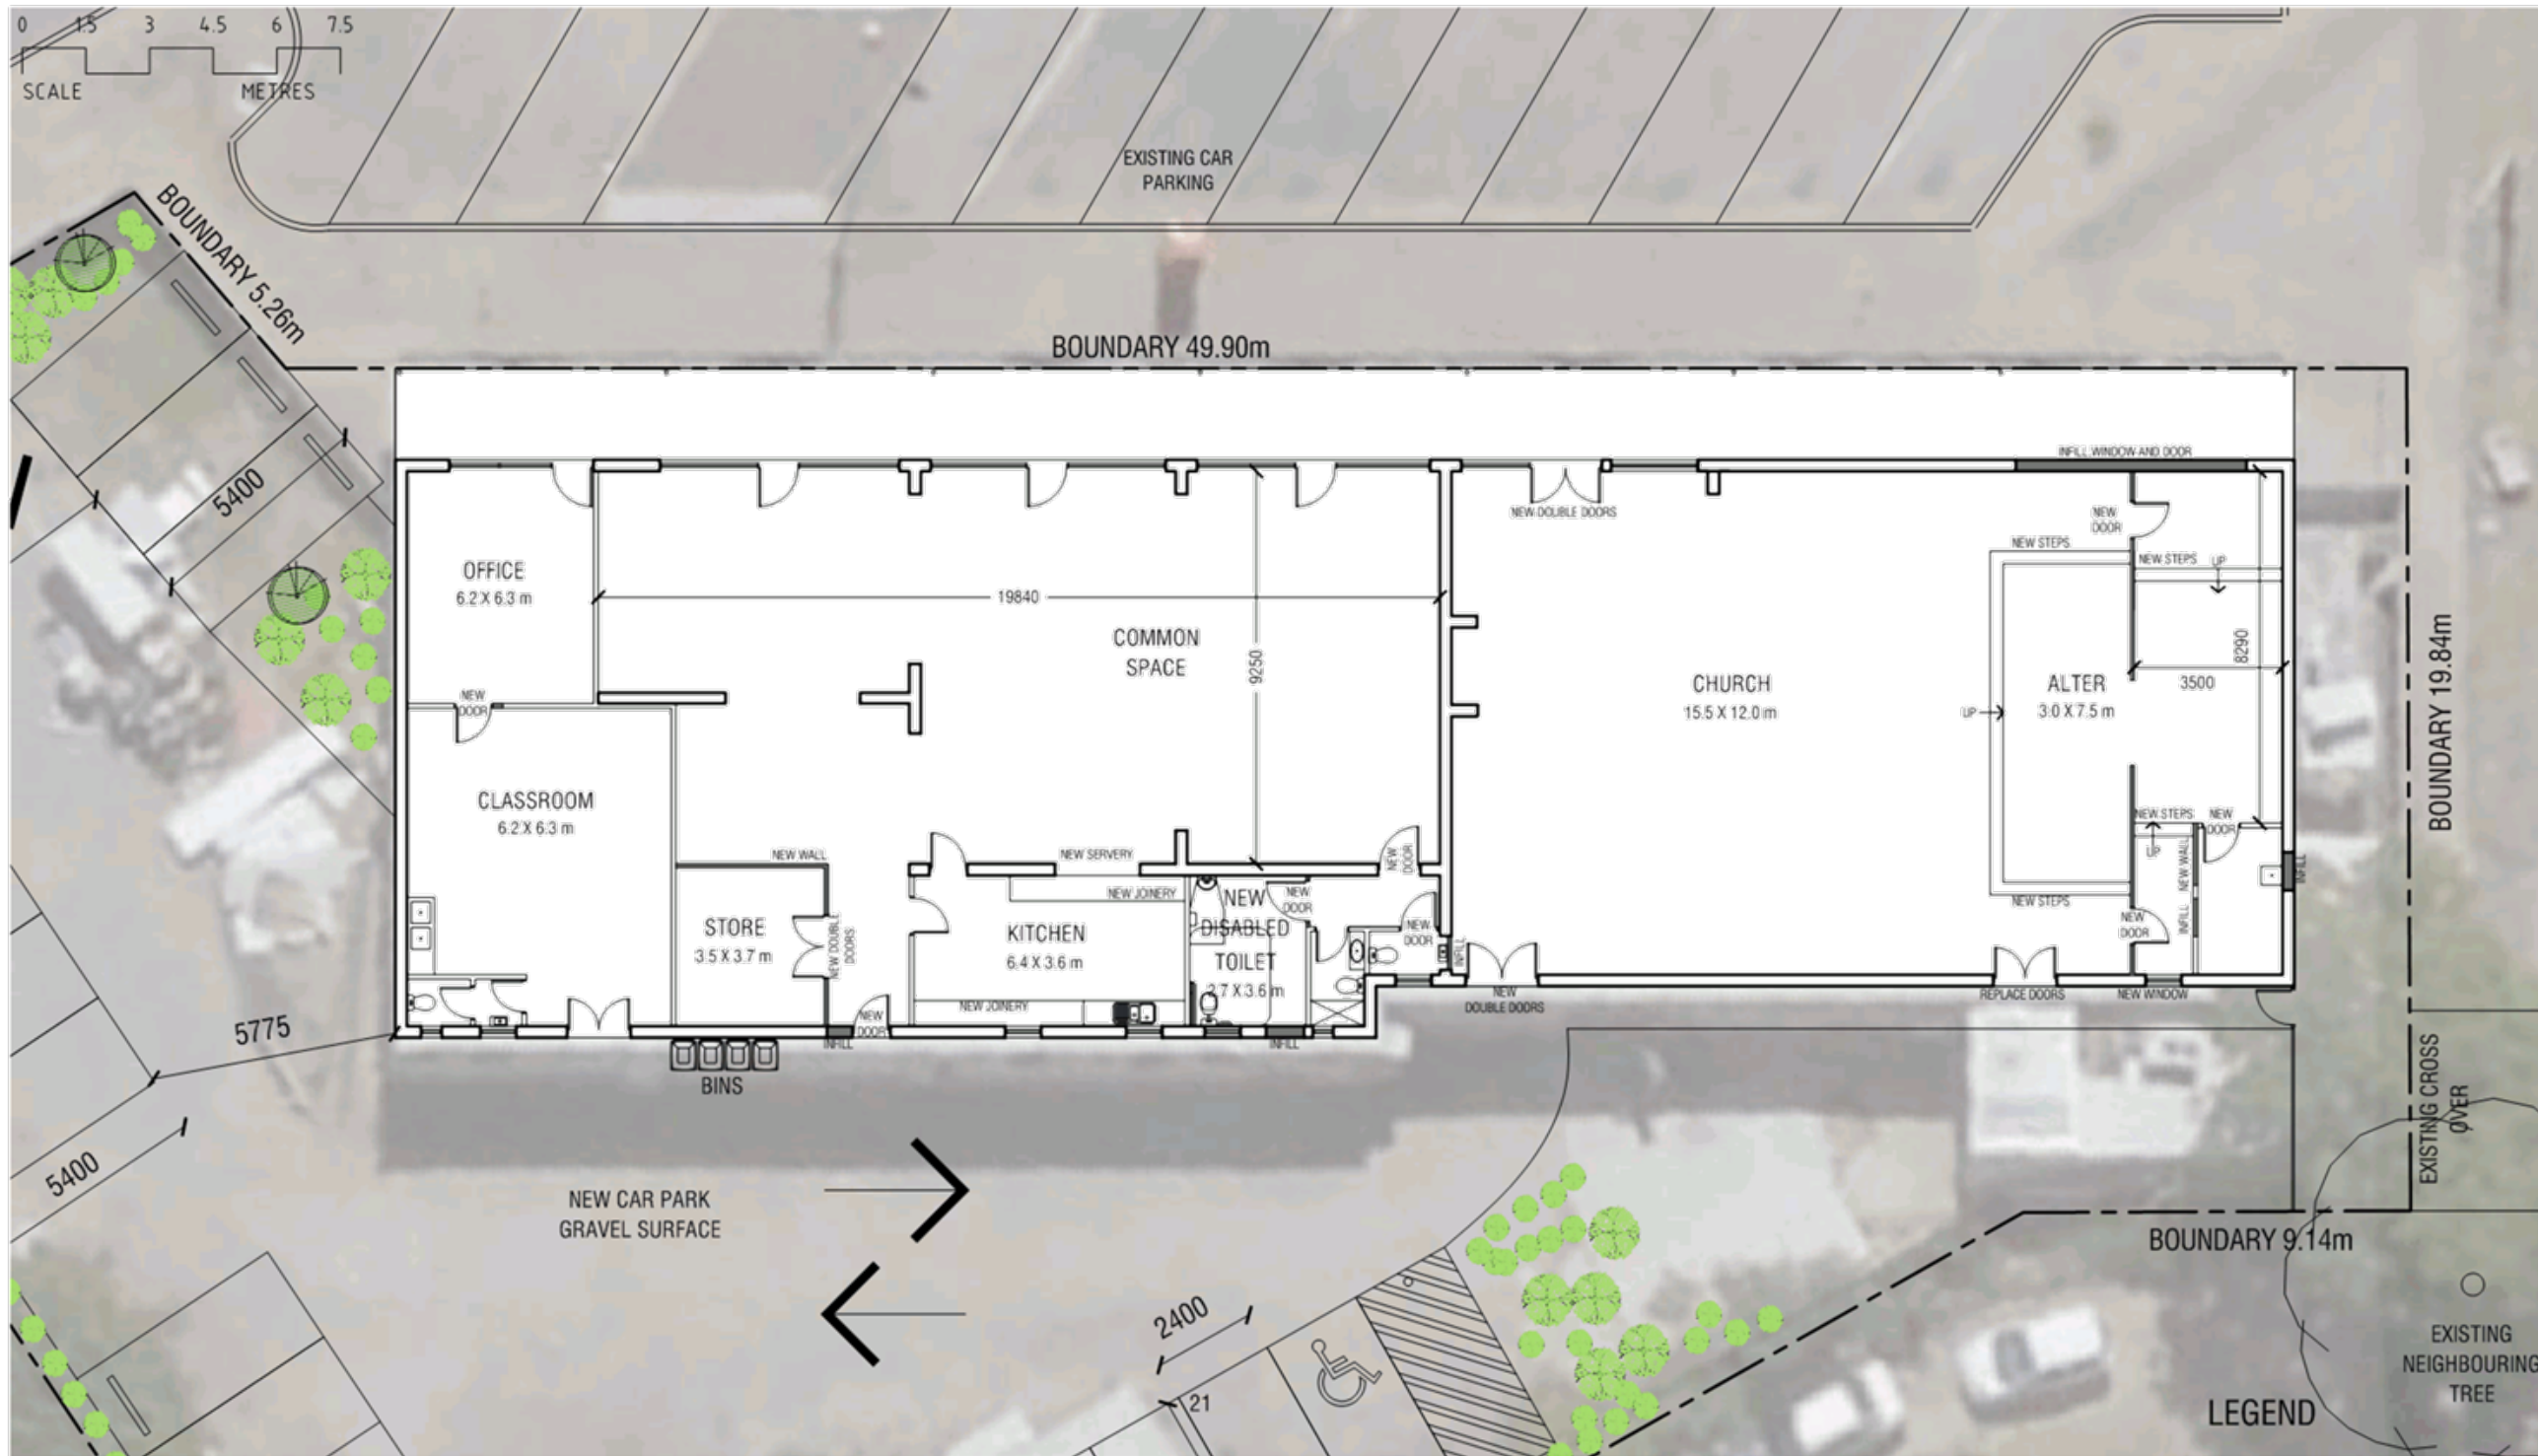 0 1.5 3 4.5 6 7.5
SCALE METRES
EXISTING CAR
PARKING
BOUNDARY 5.26m
BOUNDARY 49.90m
INFILL WINDOW AND DOOR
5400
NEW DOUBLE DOORS
NEW
DOOR
NEW STEPS
NEW STEPS
UP
OFFICE
6.2 X 6.3 m
19840
COMMON
SPACE
9250
8290
BOUNDARY 19.84m
CHURCH
15.5 X 12.0 m
UP
ALTER
3.0 X 7.5 m
3500
NEW
DOOR
CLASSROOM
6.2 X 6.3 m
NEW STEPS
NEW
DOOR
UP
NEW WALL
INFILL
INFILL
NEW WALL
NEW SERVERY
NEW
DOOR
NEW JOINERY
NEW
DISABLED
TOILET
2.7 X 3.6 m
NEW
DOOR
NEW STEPS
NEW
DOOR
STORE
3.5 X 3.7 m
NEW DOUBLE
DOORS
KITCHEN
6.4 X 3.6 m
NEW
DOOR
INFILL
NEW
DOUBLE DOORS
REPLACE DOORS
NEW WINDOW
NEW JOINERY
NEW
DOOR
INFILL
INFILL
5775
BINS
EXISTING CROSS
OVER
5400
NEW CAR PARK
GRAVEL SURFACE
BOUNDARY 9.14m
2400
21
EXISTING
NEIGHBOURING
TREE
LEGEND